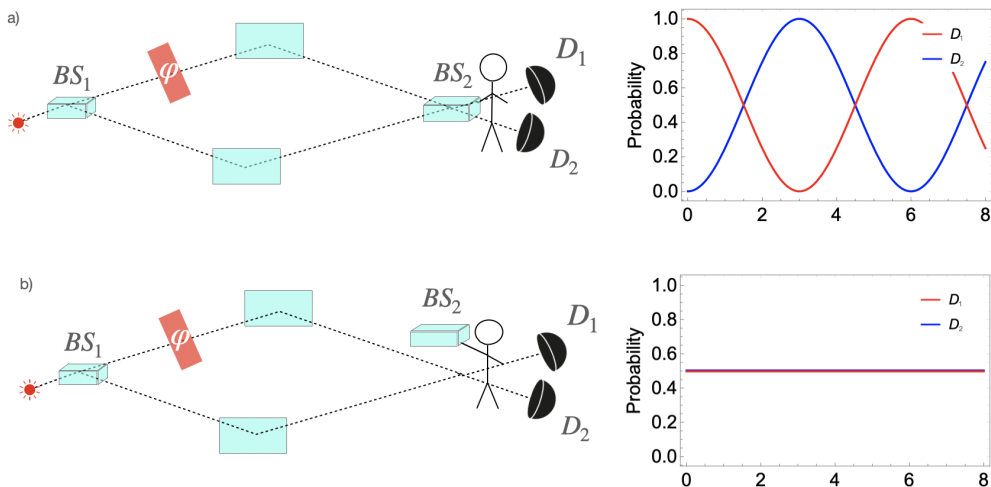 a)
BS₁
φ
BS₂
D₁
D₂
Probability
1.0
0.8
0.6
0.4
0.2
0.0
0 2 4 6 8
D₁
D₂
b)
BS₁
φ
BS₂
D₁
D₂
Probability
1.0
0.8
0.6
0.4
0.2
0.0
0 2 4 6 8
D₁
D₂